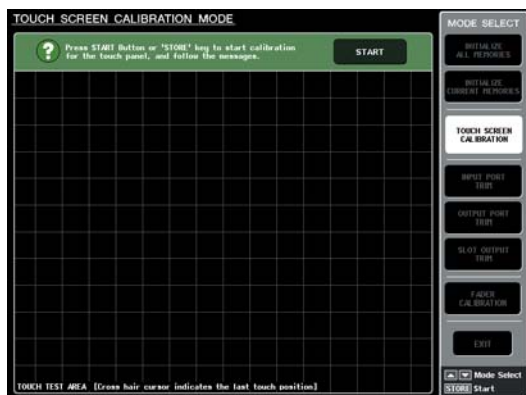 TOUCH SCREEN CALIBRATION MODE
Press START Button or 'STORE' key to start calibration
for the touch panel, and follow the messages.
START
TOUCH TEST AREA [Cross hair cursor indicates the last touch position]
MODE SELECT
INITIALIZE
ALL MEMORIES
INITIALIZE
CURRENT MEMORIES
TOUCH SCREEN
CALIBRATION
INPUT PORT
TRIM
OUTPUT PORT
TRIM
SLOT OUTPUT
TRIM
FADER
CALIBRATION
EXIT
Mode Select
STORE Start